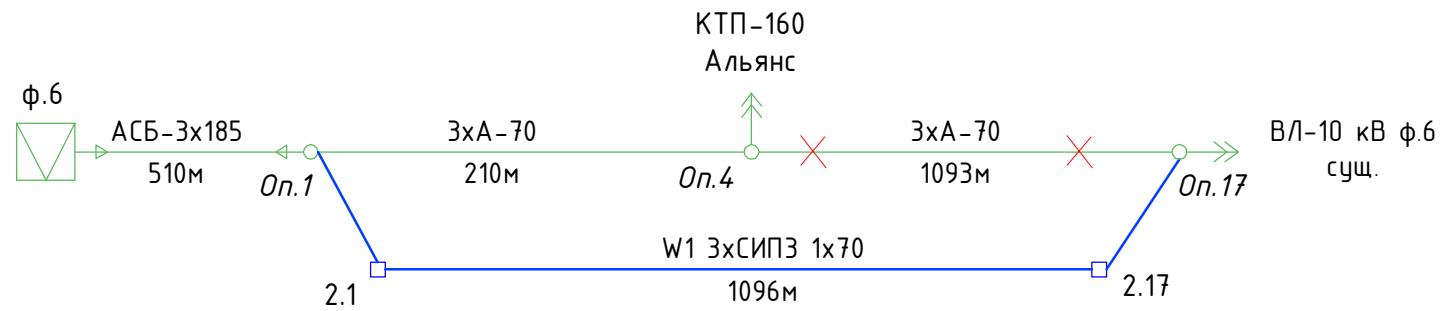 КТП-160
Альянс
ф.6
АСБ-3х185
510м
Оп.1
3хА-70
210м
Оп.4
3хА-70
1093м
Оп.17
ВЛ-10 кВ ф.6
сущ.
W1 3хСИП3 1х70
1096м
2.1
2.17